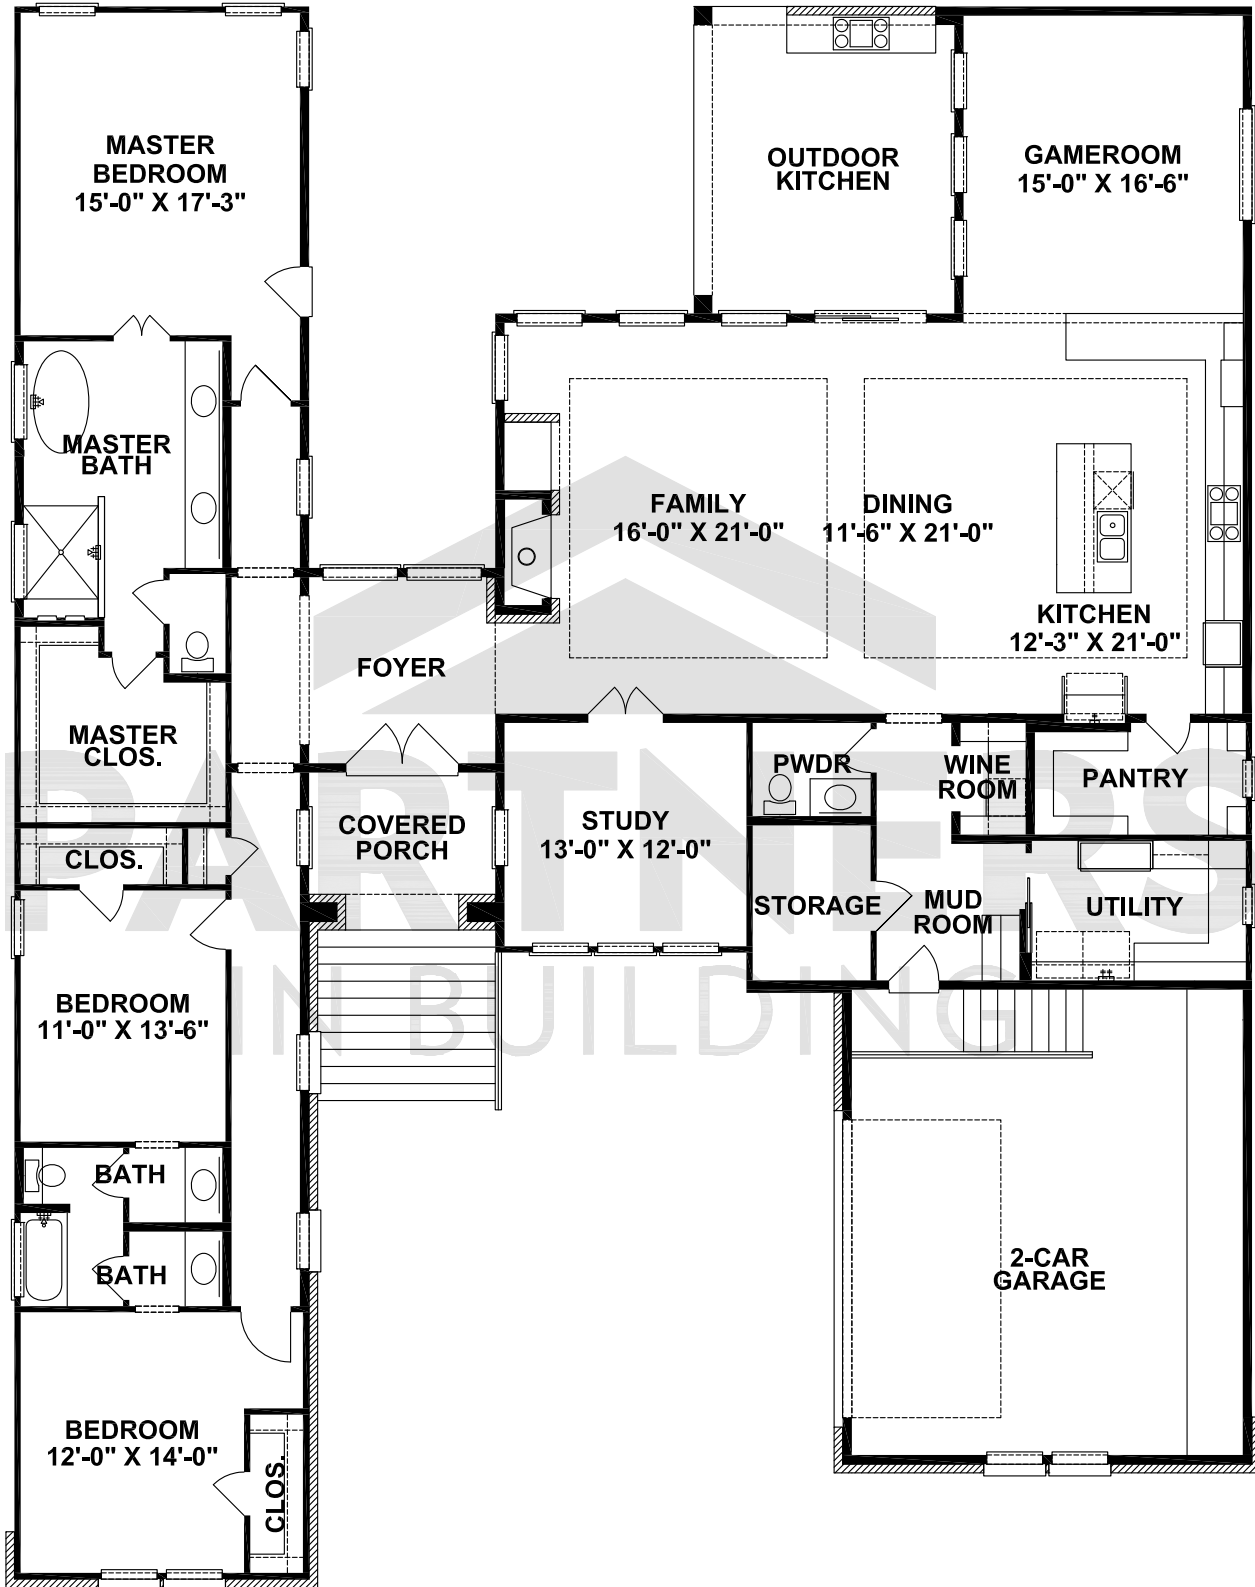 MASTER
BEDROOM
15'-0" X 17'-3"
OUTDOOR
KITCHEN
GAMEROOM
15'-0" X 16'-6"
MASTER
BATH
FAMILY
16'-0" X 21'-0"
DINING
11'-6" X 21'-0"
KITCHEN
12'-3" X 21'-0"
FOYER
MASTER
CLOS.
PWDR
WINE
ROOM
PANTRY
COVERED
PORCH
STUDY
13'-0" X 12'-0"
CLOS.
STORAGE
MUD
ROOM
UTILITY
BEDROOM
11'-0" X 13'-6"
BATH
BATH
2-CAR
GARAGE
BEDROOM
12'-0" X 14'-0"
CLOS.
PARTNERS
IN BUILDING